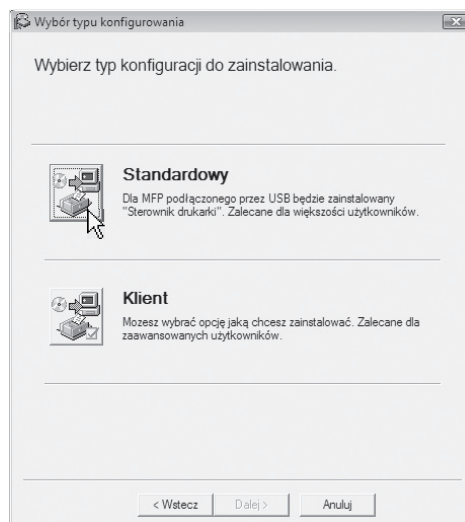 Wybór typu konfigurowania
Wybierz typ konfiguracji do zainstalowania.
Standardowy
Dla MFP podłączonego przez USB będzie zainstalowany
"Sterownik drukarki". Zalecane dla większości użytkowników.
Klient
Mozesz wybrać opcję jaką chcesz zainstalować. Zalecane dla
zaawansowanych użytkowników.
< Wstecz Dalej > Anuluj